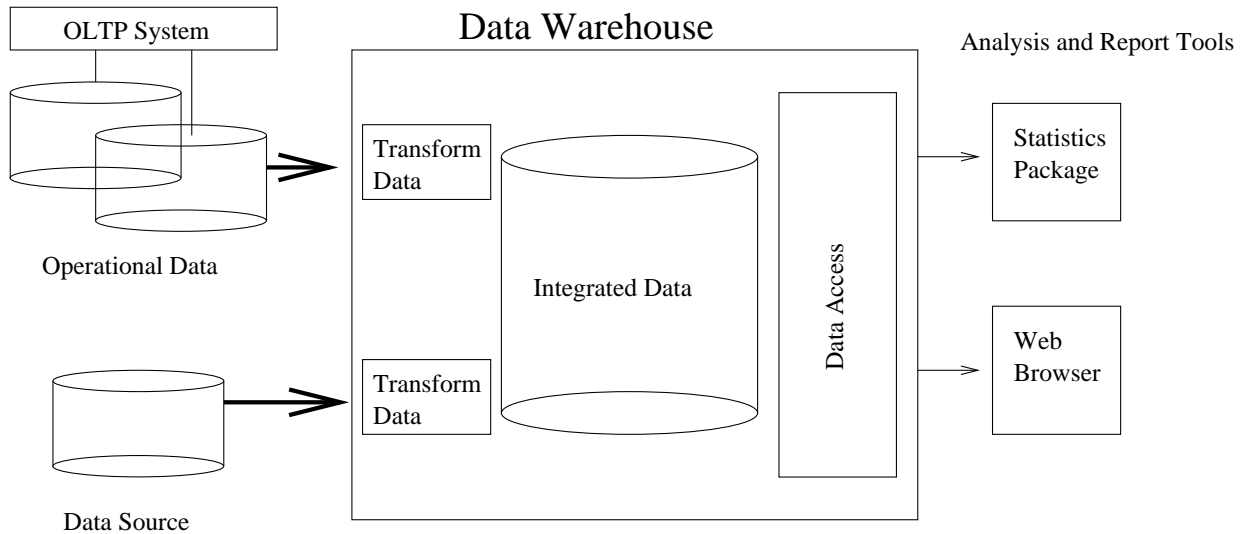 OLTP System
Data Warehouse
Analysis and Report Tools
Transform
Data
Statistics
Package
Operational Data
Integrated Data
Data Access
Transform
Data
Web
Browser
Data Source